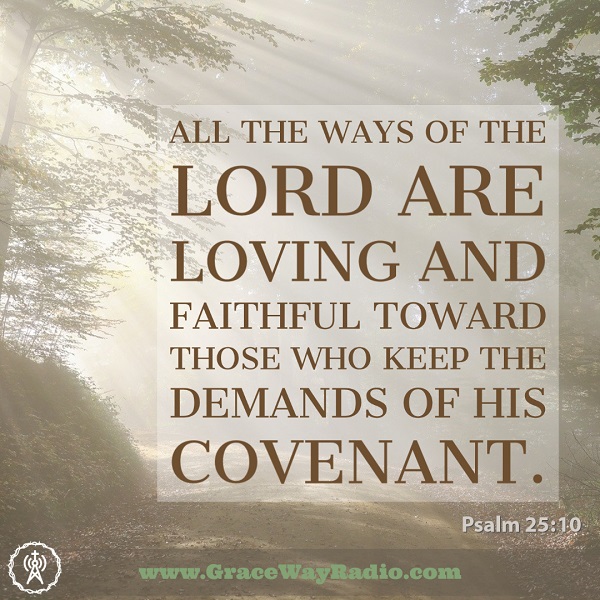 ALL THE WAYS OF THE
LORD ARE
LOVING AND
FAITHFUL TOWARD
THOSE WHO KEEP THE
DEMANDS OF HIS
COVENANT.
Psalm 25:10
www.GraceWayRadio.com